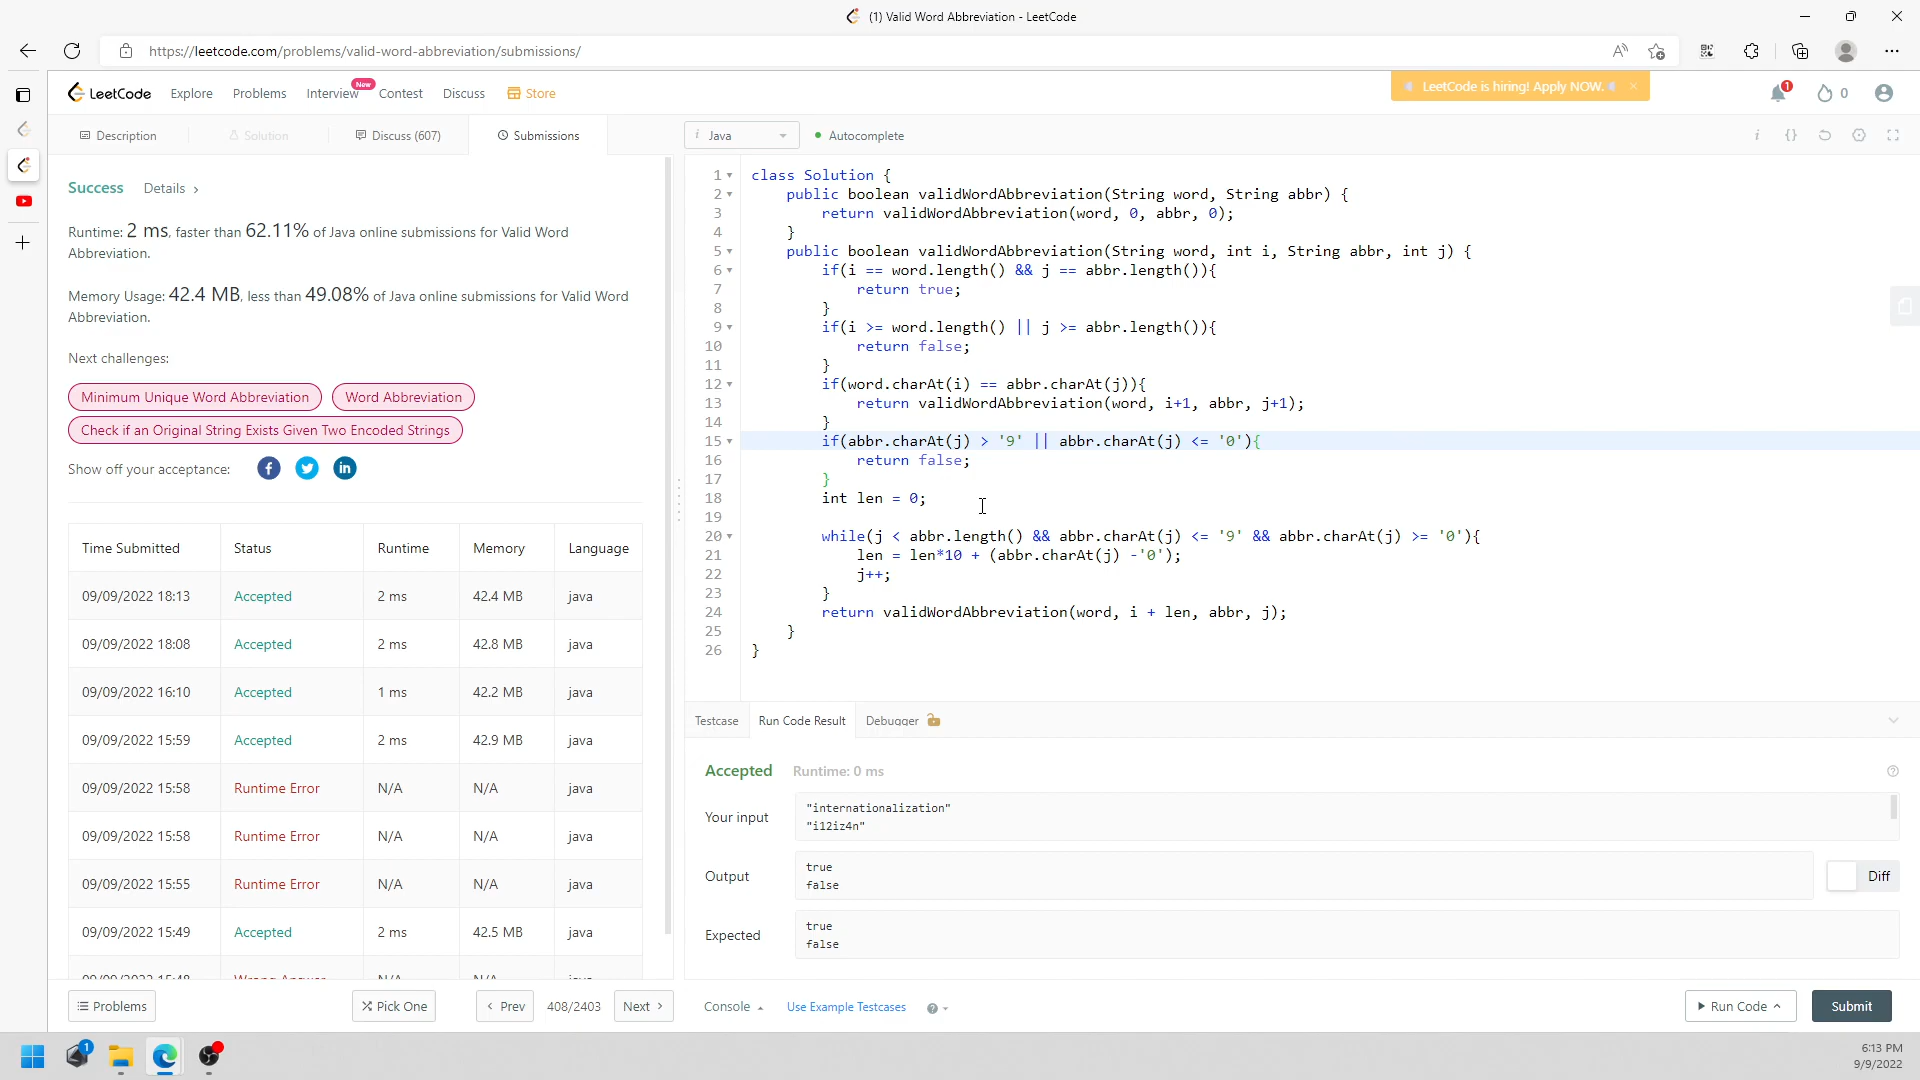 (1) Valid Word Abbreviation - LeetCode
https://leetcode.com/problems/valid-word-abbreviation/submissions/
LeetCode
Explore
Problems
Interview
New
Contest
Discuss
Store
LeetCode is hiring! Apply NOW.
1
0
Description
Solution
Discuss (607)
Submissions
i Java
Autocomplete
Success
Details >
Runtime: 2 ms, faster than 62.11% of Java online submissions for Valid Word
Abbreviation.
Memory Usage: 42.4 MB, less than 49.08% of Java online submissions for Valid Word
Abbreviation.
Next challenges:
Minimum Unique Word Abbreviation
Word Abbreviation
Check if an Original String Exists Given Two Encoded Strings
Show off your acceptance:
Time Submitted Status Runtime Memory Language
09/09/2022 18:13 Accepted 2 ms 42.4 MB java
09/09/2022 18:08 Accepted 2 ms 42.8 MB java
09/09/2022 16:10 Accepted 1 ms 42.2 MB java
09/09/2022 15:59 Accepted 2 ms 42.9 MB java
09/09/2022 15:58 Runtime Error N/A N/A java
09/09/2022 15:58 Runtime Error N/A N/A java
09/09/2022 15:55 Runtime Error N/A N/A java
09/09/2022 15:49 Accepted 2 ms 42.5 MB java
09/09/2022 15:48 Wrong Answer N/A N/A java
1 class Solution {
2 public boolean validWordAbbreviation(String word, String abbr) {
3 return validWordAbbreviation(word, 0, abbr, 0);
4 }
5 public boolean validWordAbbreviation(String word, int i, String abbr, int j) {
6 if(i == word.length() && j == abbr.length()){
7 return true;
8 }
9 if(i >= word.length() || j >= abbr.length()){
10 return false;
11 }
12 if(word.charAt(i) == abbr.charAt(j)){
13 return validWordAbbreviation(word, i+1, abbr, j+1);
14 }
15 if(abbr.charAt(j) > '9' || abbr.charAt(j) <= '0'){
16 return false;
17 }
18 int len = 0;
19
20 while(j < abbr.length() && abbr.charAt(j) <= '9' && abbr.charAt(j) >= '0'){
21 len = len*10 + (abbr.charAt(j) -'0');
22 j++;
23 }
24 return validWordAbbreviation(word, i + len, abbr, j);
25 }
26 }
Testcase
Run Code Result
Debugger
Accepted
Runtime: 0 ms
Your input
"internationalization"
"i12iz4n"
Output
true
false
Diff
Expected
true
false
Problems
Pick One
< Prev
408/2403
Next >
Console
Use Example Testcases
Run Code
Submit
1
6:13 PM
9/9/2022